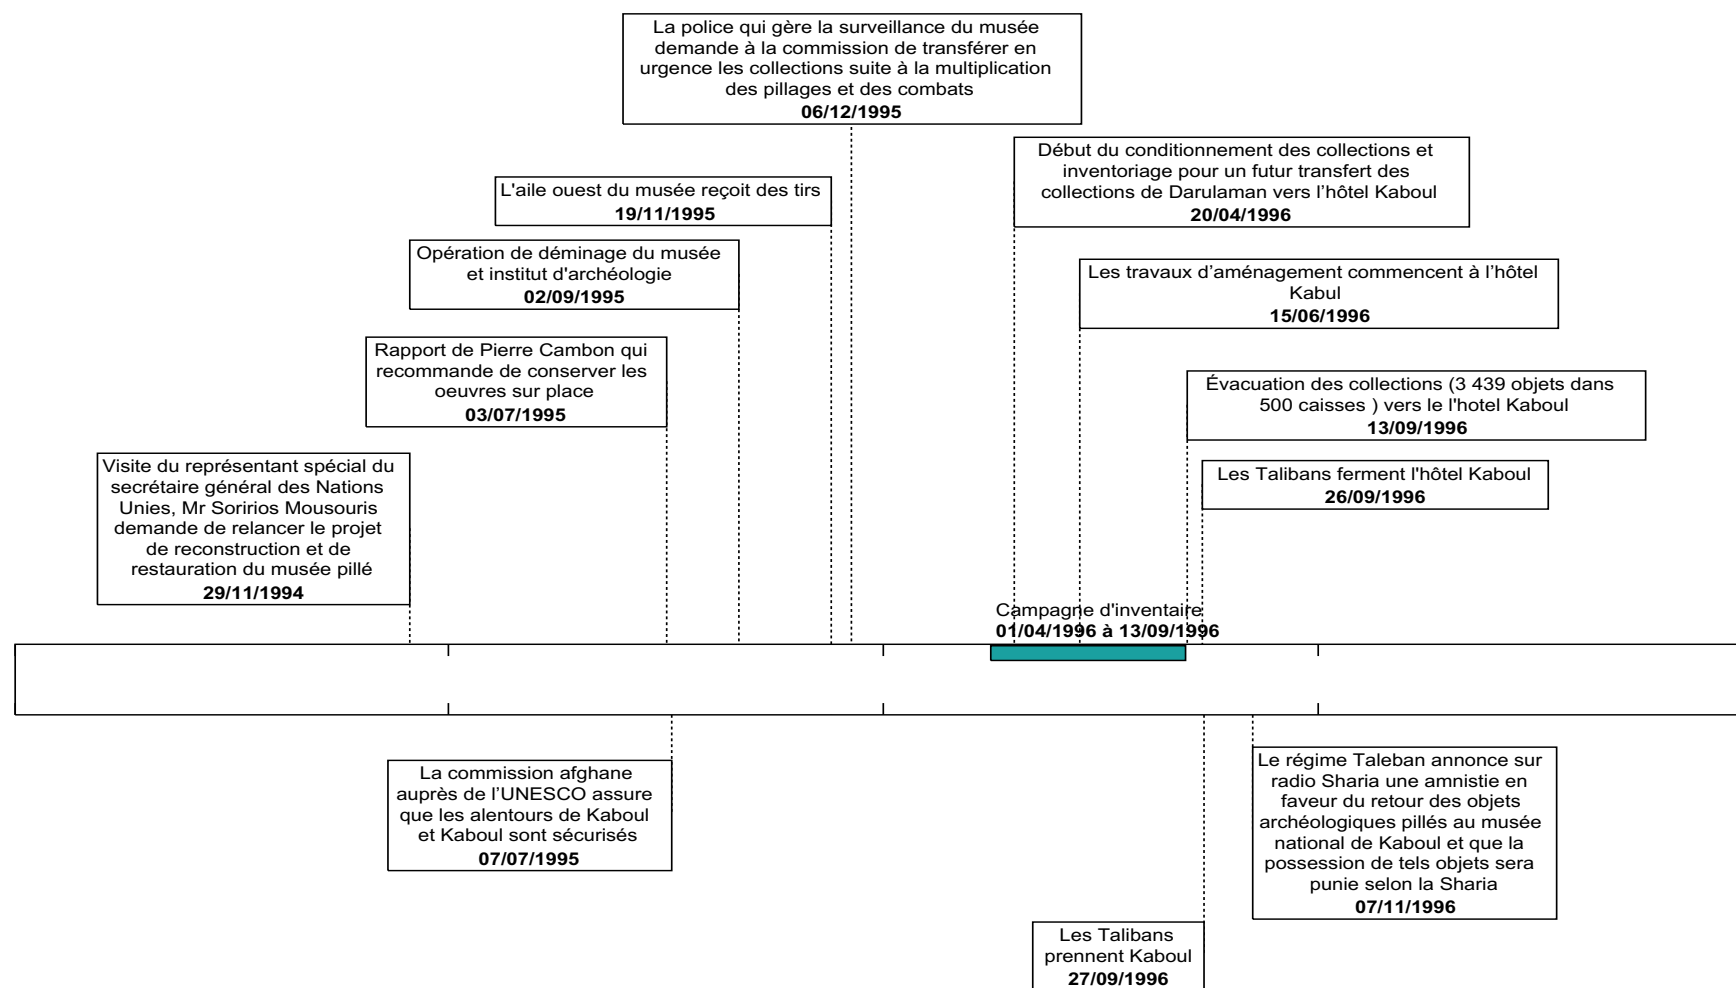 La police qui gère la surveillance du musée
demande à la commission de transférer en
urgence les collections suite à la multiplication
des pillages et des combats
06/12/1995
Début du conditionnement des collections et
inventoriage pour un futur transfert des
collections de Darulaman vers l’hôtel Kaboul
20/04/1996
L'aile ouest du musée reçoit des tirs
19/11/1995
Opération de déminage du musée
et institut d'archéologie
02/09/1995
Les travaux d’aménagement commencent à l’hôtel
Kabul
15/06/1996
Rapport de Pierre Cambon qui
recommande de conserver les
oeuvres sur place
03/07/1995
Évacuation des collections (3 439 objets dans
500 caisses ) vers le l'hotel Kaboul
13/09/1996
Visite du représentant spécial du
secrétaire général des Nations
Unies, Mr Soririos Mousouris
demande de relancer le projet
de reconstruction et de
restauration du musée pillé
29/11/1994
Les Talibans ferment l'hôtel Kaboul
26/09/1996
Campagne d'inventaire
01/04/1996 à 13/09/1996
La commission afghane
auprès de l’UNESCO assure
que les alentours de Kaboul
et Kaboul sont sécurisés
07/07/1995
Le régime Taleban annonce sur
radio Sharia une amnistie en
faveur du retour des objets
archéologiques pillés au musée
national de Kaboul et que la
possession de tels objets sera
punie selon la Sharia
07/11/1996
Les Talibans
prennent Kaboul
27/09/1996